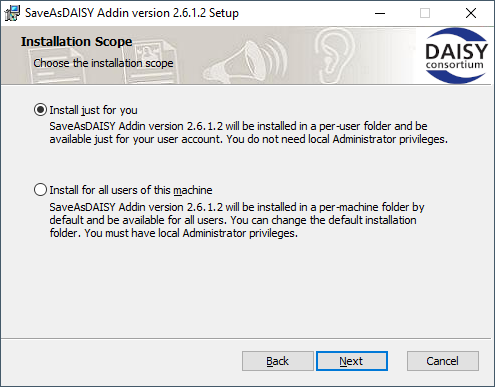 SaveAsDAISY Addin version 2.6.1.2 Setup
Installation Scope
Choose the installation scope
DAISY
consortium
Install just for you
SaveAsDAISY Addin version 2.6.1.2 will be installed in a per-user folder and be
available just for your user account. You do not need local Administrator privileges.
Install for all users of this machine
SaveAsDAISY Addin version 2.6.1.2 will be installed in a per-machine folder by
default and be available for all users. You can change the default installation
folder. You must have local Administrator privileges.
Back
Next
Cancel